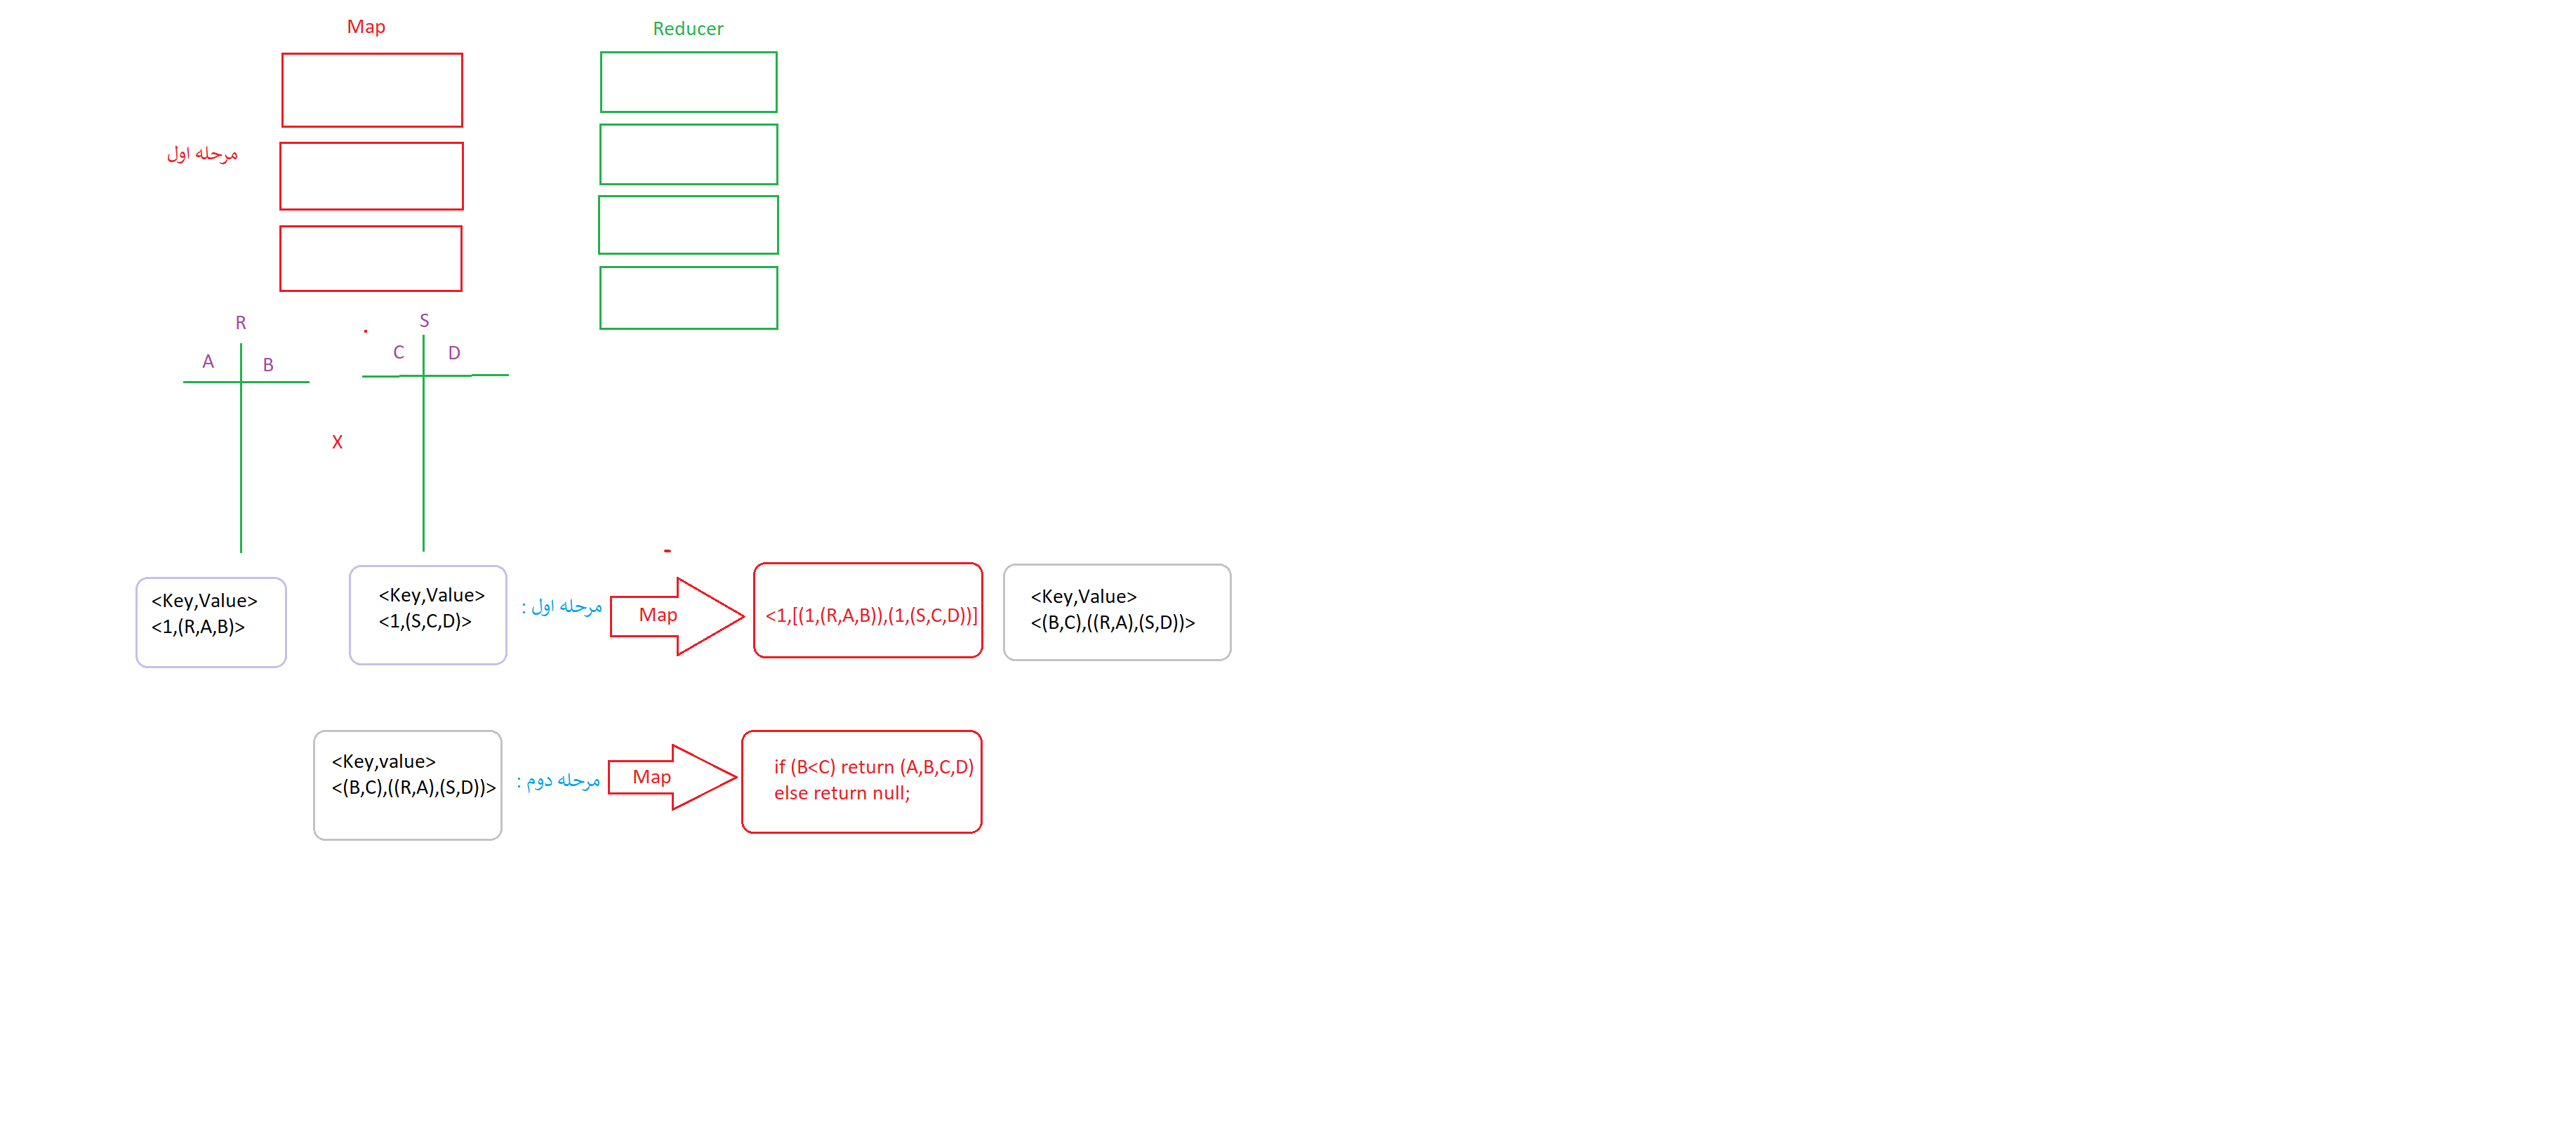 Map
Reducer
مرحله اول
R
S
A
B
C
D
X
<Key,Value>
<1,(R,A,B)>
<Key,Value>
<1,(S,C,D)>
مرحله اول :
Map
<1,[(1,(R,A,B)),(1,(S,C,D))]
<Key,Value>
<(B,C),((R,A),(S,D))>
<Key,value>
<(B,C),((R,A),(S,D))>
مرحله دوم :
Map
if (B<C) return (A,B,C,D)
else return null;